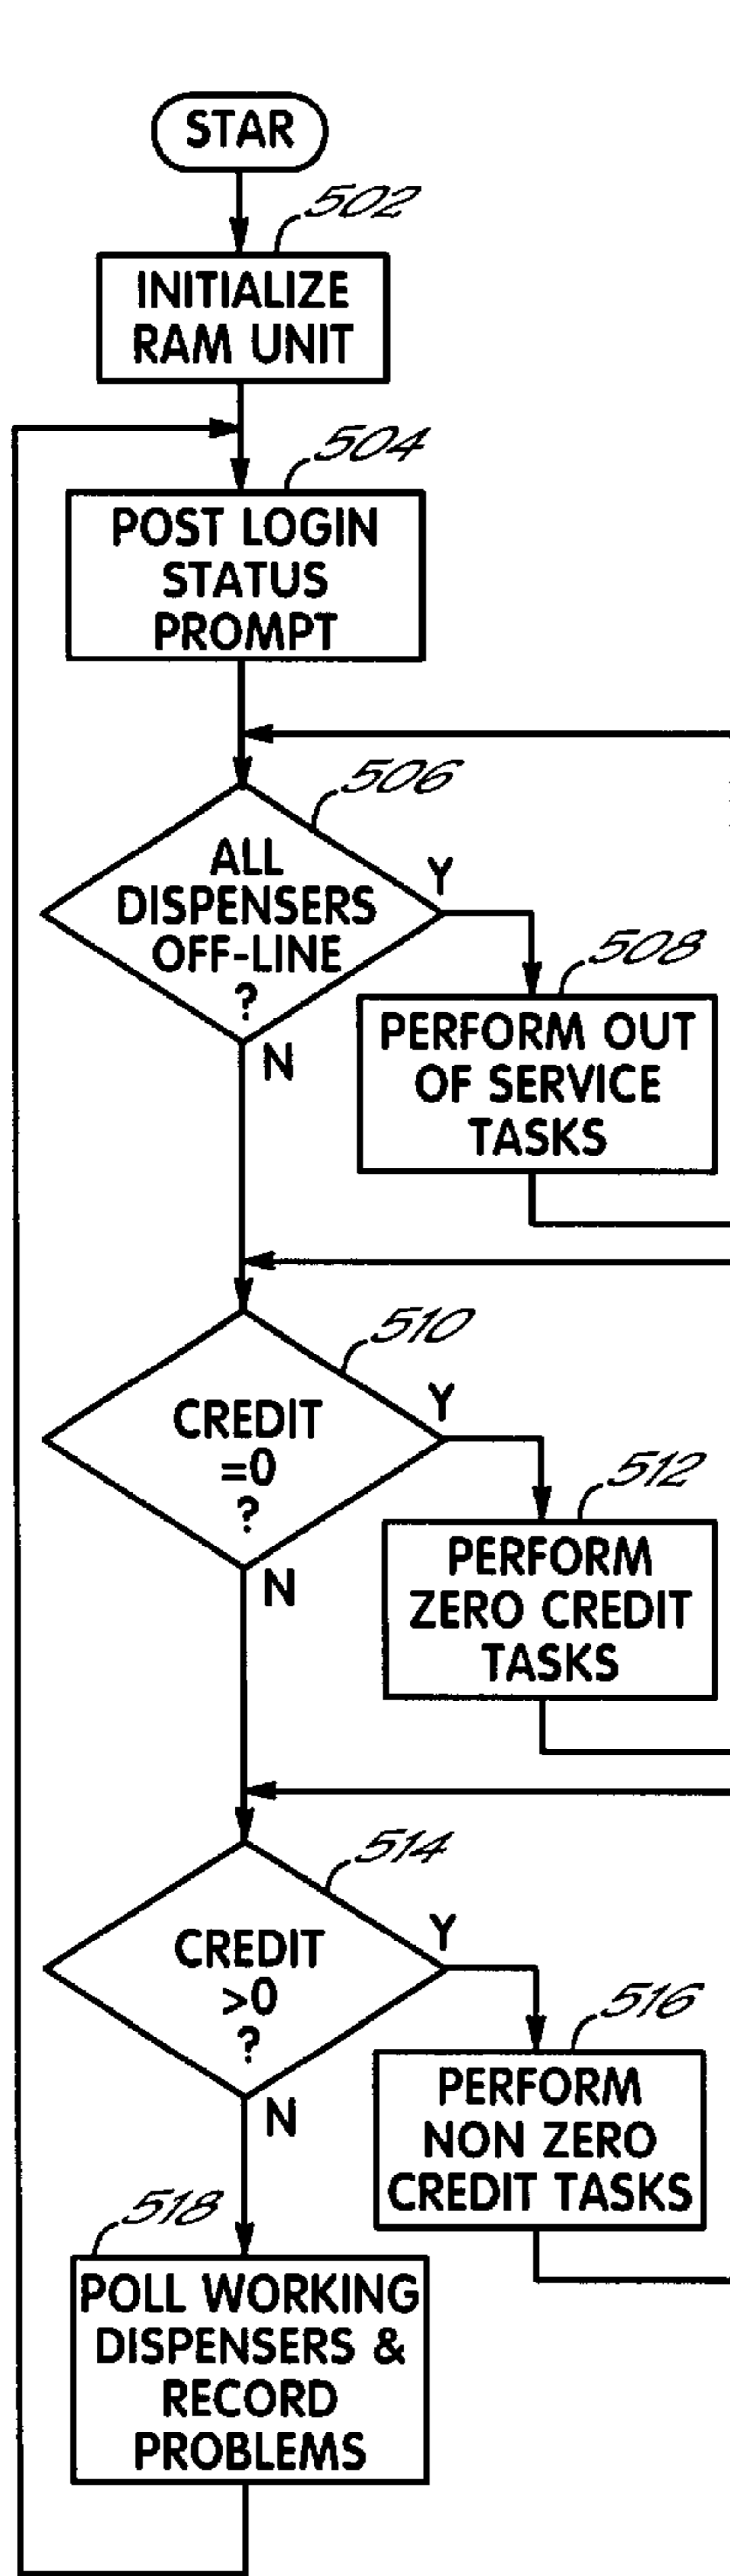 STAR
502
INITIALIZE
RAM UNIT
504
POST LOGIN
STATUS
PROMPT
506
ALL
DISPENSERS
OFF-LINE
?
Y
N
508
PERFORM OUT
OF SERVICE
TASKS
510
CREDIT
=0
?
Y
N
512
PERFORM
ZERO CREDIT
TASKS
514
CREDIT
>0
?
Y
N
516
PERFORM
NON ZERO
CREDIT TASKS
518
POLL WORKING
DISPENSERS &
RECORD
PROBLEMS